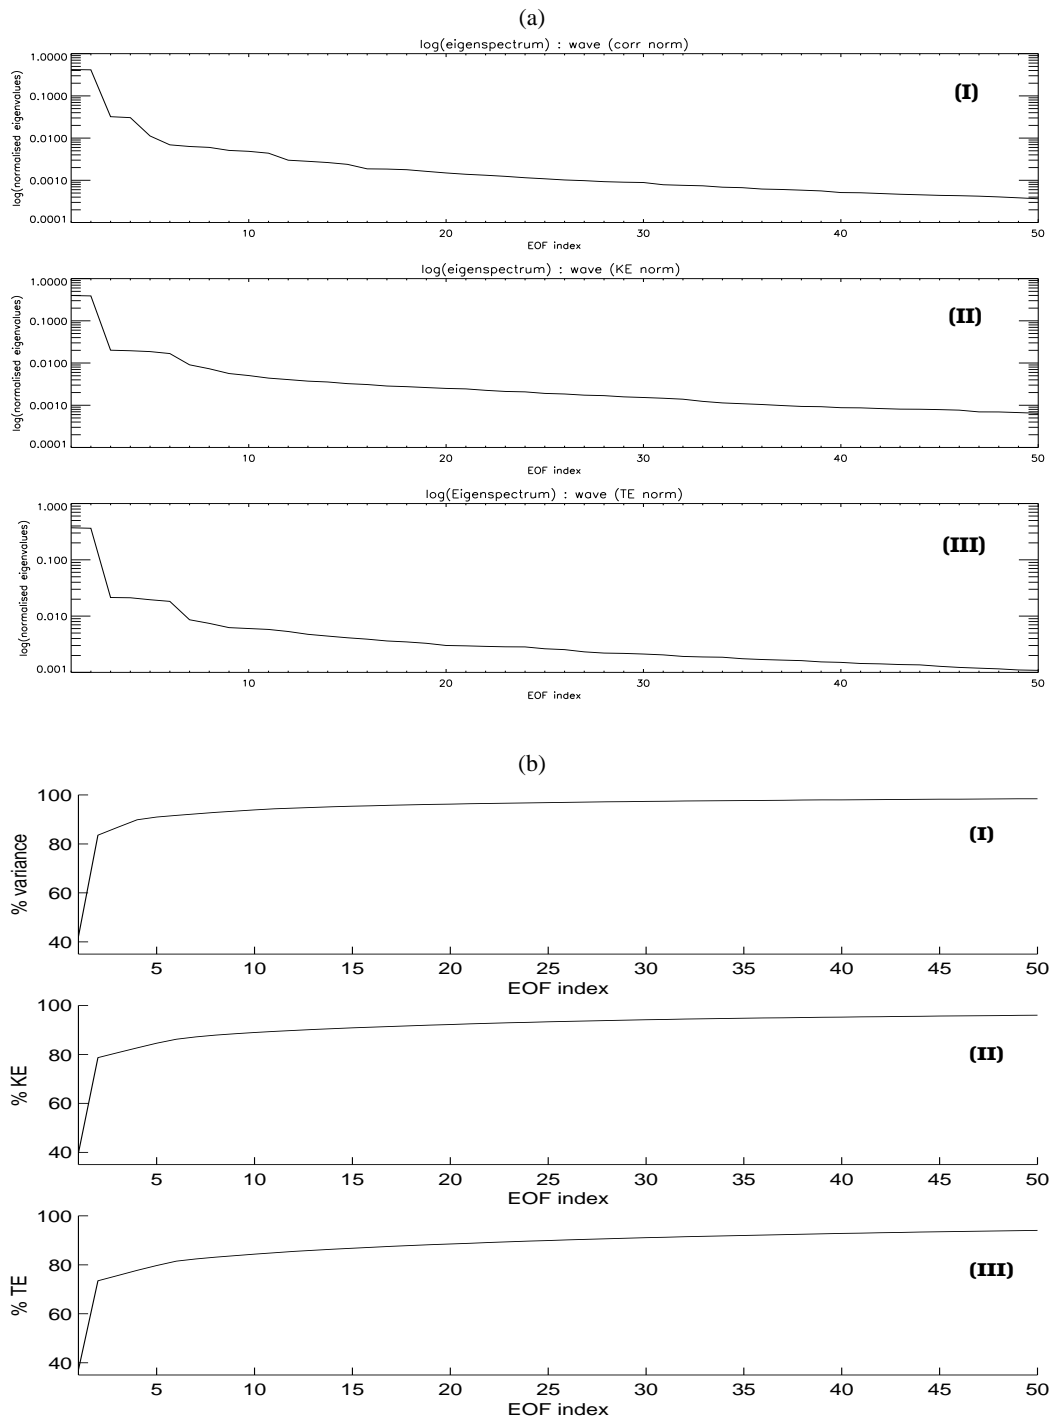 (a)
log(eigenspectrum) : wave (corr norm)
1.0000
0.1000
0.0100
0.0010
0.0001
log(normalised eigenvalues)
(I)
10 20 30 40 50
EOF index
log(eigenspectrum) : wave (KE norm)
1.0000
0.1000
0.0100
0.0010
0.0001
log(normalised eigenvalues)
(II)
10 20 30 40 50
EOF index
log(Eigenspectrum) : wave (TE norm)
1.000
0.100
0.010
0.001
log(normalised eigenvalues)
(III)
10 20 30 40 50
EOF index
(b)
100
80
60
40
% variance
(I)
5 10 15 20 25 30 35 40 45 50
EOF index
100
80
60
40
% KE
(II)
5 10 15 20 25 30 35 40 45 50
EOF index
100
80
60
40
% TE
(III)
5 10 15 20 25 30 35 40 45 50
EOF index